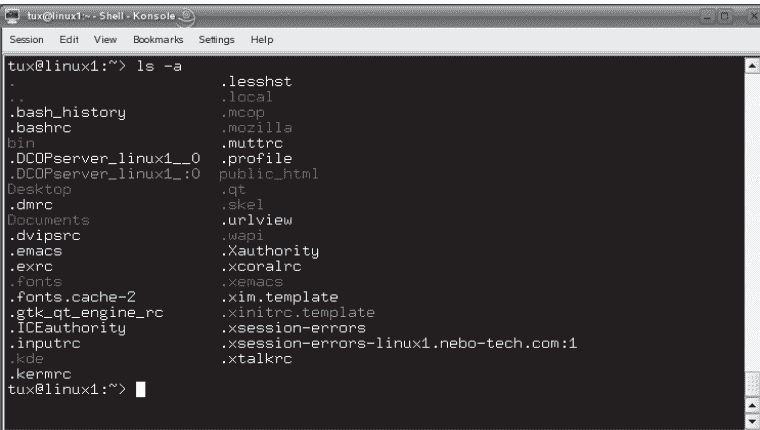 tux@linux1:~ - Shell - Konsole
Session Edit View Bookmarks Settings Help
tux@linux1:~> ls -a
. .lesshst
.. .local
.bash_history .mcop
.bashrc .mozilla
bin .muttrc
.DCOPserver_linux1__0 .profile
.DCOPserver_linux1_:0 public_html
Desktop .qt
.dmrc .skel
Documents .urlview
.dvipsrc .wapi
.emacs .Xauthority
.exrc .xcoralrc
.fonts .xemacs
.fonts.cache-2 .xim.template
.gtk_qt_engine_rc .xinitrc.template
.ICEauthority .xsession-errors
.inputrc .xsession-errors-linux1.nebo-tech.com:1
.kde .xtalkrc
.kermrc
tux@linux1:~>